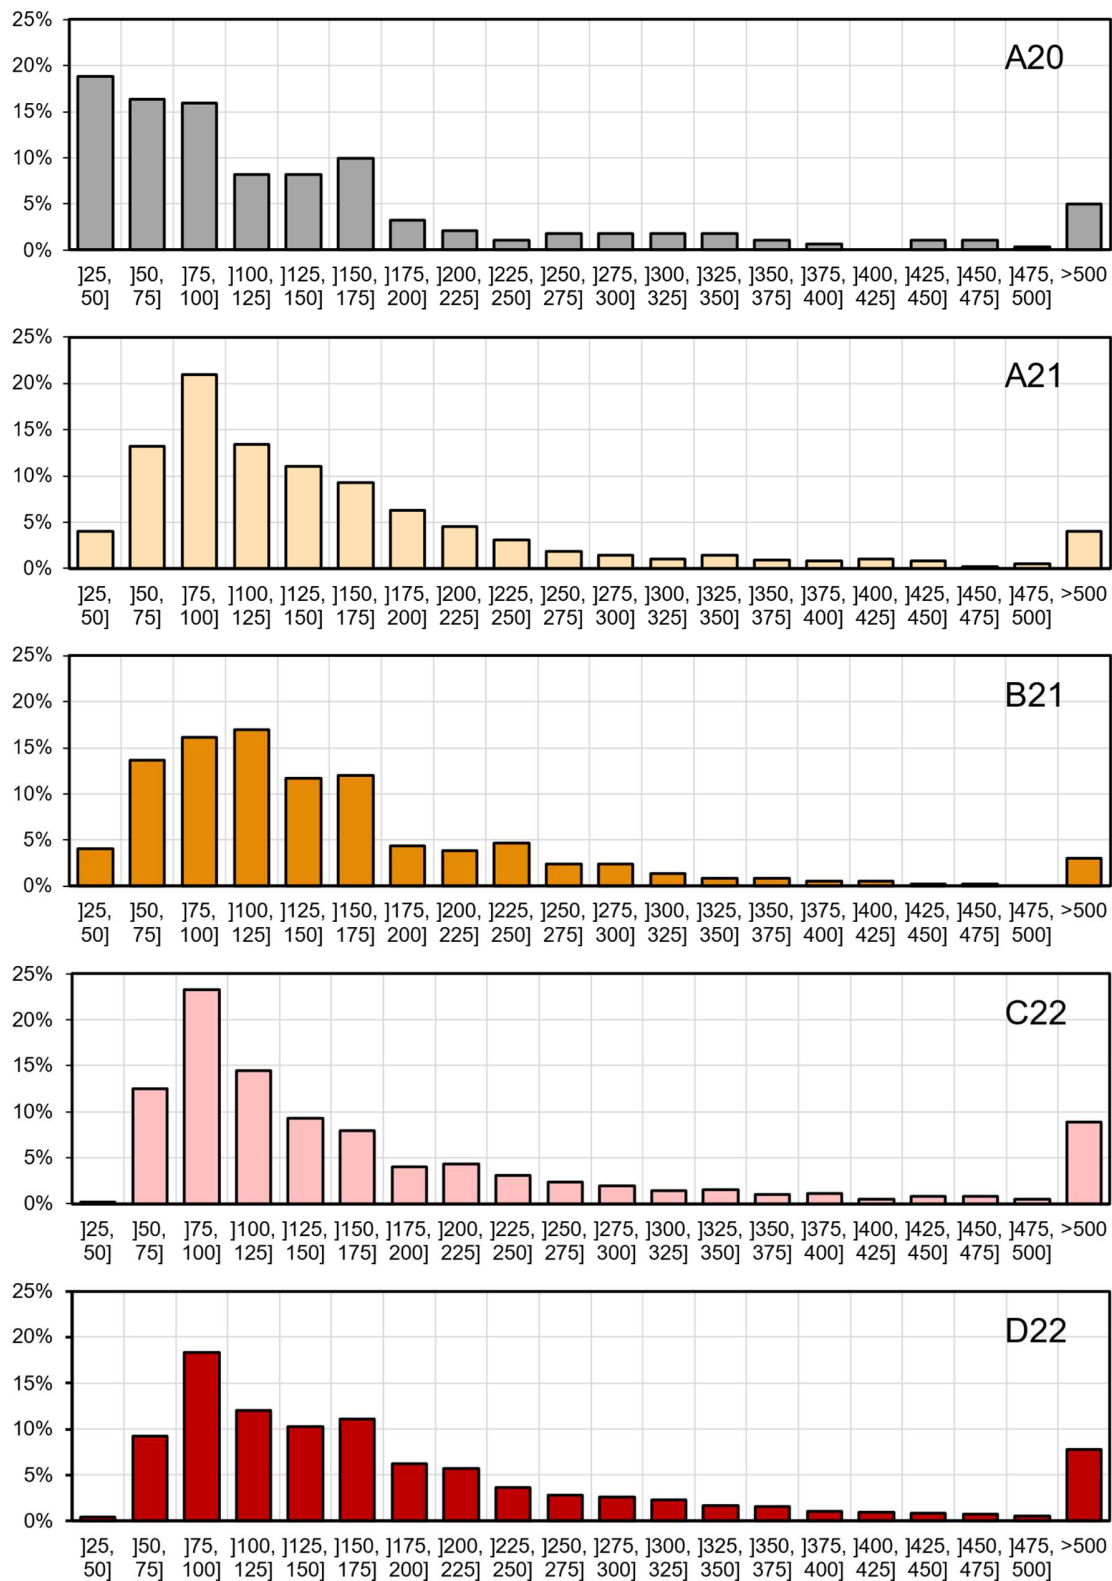 25%
20%
15%
10%
5%
0%
A20
]25, ]50, ]75, ]100, ]125, ]150, ]175, ]200, ]225, ]250, ]275, ]300, ]325, ]350, ]375, ]400, ]425, ]450, ]475, >500
50] 75] 100] 125] 150] 175] 200] 225] 250] 275] 300] 325] 350] 375] 400] 425] 450] 475] 500]
25%
20%
15%
10%
5%
0%
A21
]25, ]50, ]75, ]100, ]125, ]150, ]175, ]200, ]225, ]250, ]275, ]300, ]325, ]350, ]375, ]400, ]425, ]450, ]475, >500
50] 75] 100] 125] 150] 175] 200] 225] 250] 275] 300] 325] 350] 375] 400] 425] 450] 475] 500]
25%
20%
15%
10%
5%
0%
B21
]25, ]50, ]75, ]100, ]125, ]150, ]175, ]200, ]225, ]250, ]275, ]300, ]325, ]350, ]375, ]400, ]425, ]450, ]475, >500
50] 75] 100] 125] 150] 175] 200] 225] 250] 275] 300] 325] 350] 375] 400] 425] 450] 475] 500]
25%
20%
15%
10%
5%
0%
C22
]25, ]50, ]75, ]100, ]125, ]150, ]175, ]200, ]225, ]250, ]275, ]300, ]325, ]350, ]375, ]400, ]425, ]450, ]475, >500
50] 75] 100] 125] 150] 175] 200] 225] 250] 275] 300] 325] 350] 375] 400] 425] 450] 475] 500]
25%
20%
15%
10%
5%
0%
D22
]25, ]50, ]75, ]100, ]125, ]150, ]175, ]200, ]225, ]250, ]275, ]300, ]325, ]350, ]375, ]400, ]425, ]450, ]475, >500
50] 75] 100] 125] 150] 175] 200] 225] 250] 275] 300] 325] 350] 375] 400] 425] 450] 475] 500]